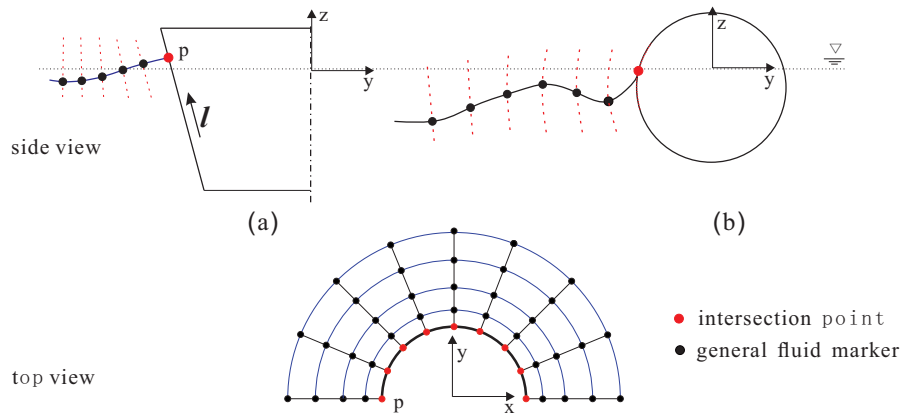 z
z
p
y
y
l
side view
(a)
(b)
y
intersection point
general fluid marker
top view
p
x